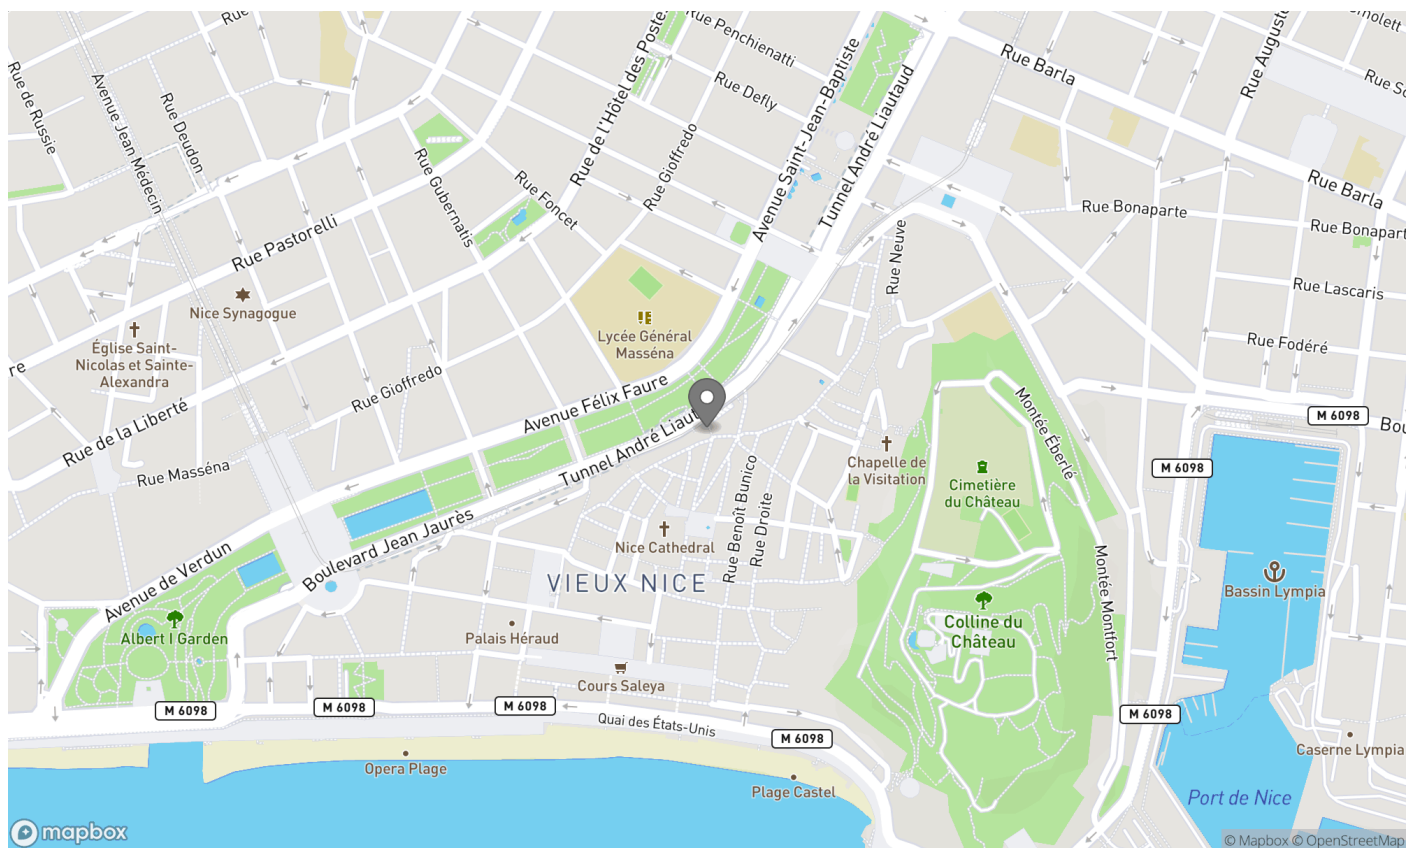 Rue
Rue Penchienatti
Rue Defly
Rue de l'Hôtel des Postes
Avenue Saint-Jean-Baptiste
Tunnel André Liautaud
Rue Barla
Rue Auguste
Rue de Russie
Avenue Jean Médecin
Rue Deudon
Rue Gubernatis
Rue Foncet
Rue Gioffredo
Rue Barla
Rue Bonaparte
Rue Bonapart
Rue Pastorelli
Rue Neuve
Rue Lascaris
Nice Synagogue
Lycée Général
Masséna
Rue Fodéré
Église Saint-
Nicolas et Sainte-
Alexandra
re
Rue Gioffredo
Avenue Félix Faure
Rue de la Liberté
Tunnel André Liaut
Montée Éberlé
M 6098
Bou
Rue Masséna
Chapelle de
la Visitation
Cimetière
du Château
M 6098
Rue Benoît Bunico
Rue Droite
Boulevard Jean Jaurès
Nice Cathedral
Avenue de Verdun
VIEUX NICE
Montée Montfort
Bassin Lympia
Albert I Garden
Palais Héraud
Colline du
Château
Cours Saleya
M 6098
M 6098
M 6098
Quai des États-Unis
M 6098
M 6098
Opera Plage
Plage Castel
Caserne Lympia
Port de Nice
mapbox
© Mapbox © OpenStreetMap